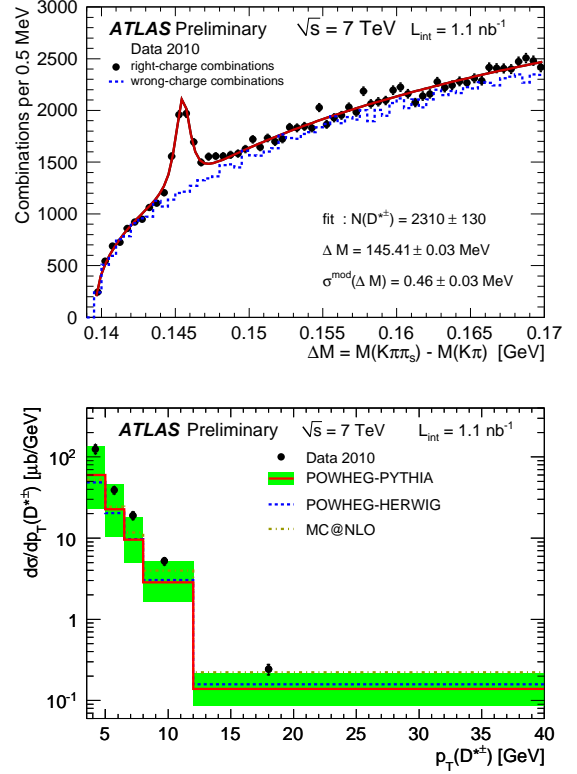 ATLAS Preliminary √s = 7 TeV L_int = 1.1 nb⁻¹
Data 2010
right-charge combinations
wrong-charge combinations
fit : N(D*±) = 2310 ± 130
Δ M = 145.41 ± 0.03 MeV
σ^mod(Δ M) = 0.46 ± 0.03 MeV
Combinations per 0.5 MeV
3000
2500
2000
1500
1000
500
0
0.14 0.145 0.15 0.155 0.16 0.165 0.17
ΔM = M(Kππ_s) - M(Kπ) [GeV]
ATLAS Preliminary √s = 7 TeV L_int = 1.1 nb⁻¹
Data 2010
POWHEG-PYTHIA
POWHEG-HERWIG
MC@NLO
dσ/dp_T(D*±) [μb/GeV]
10²
10
1
10⁻¹
5 10 15 20 25 30 35 40
p_T(D*±) [GeV]